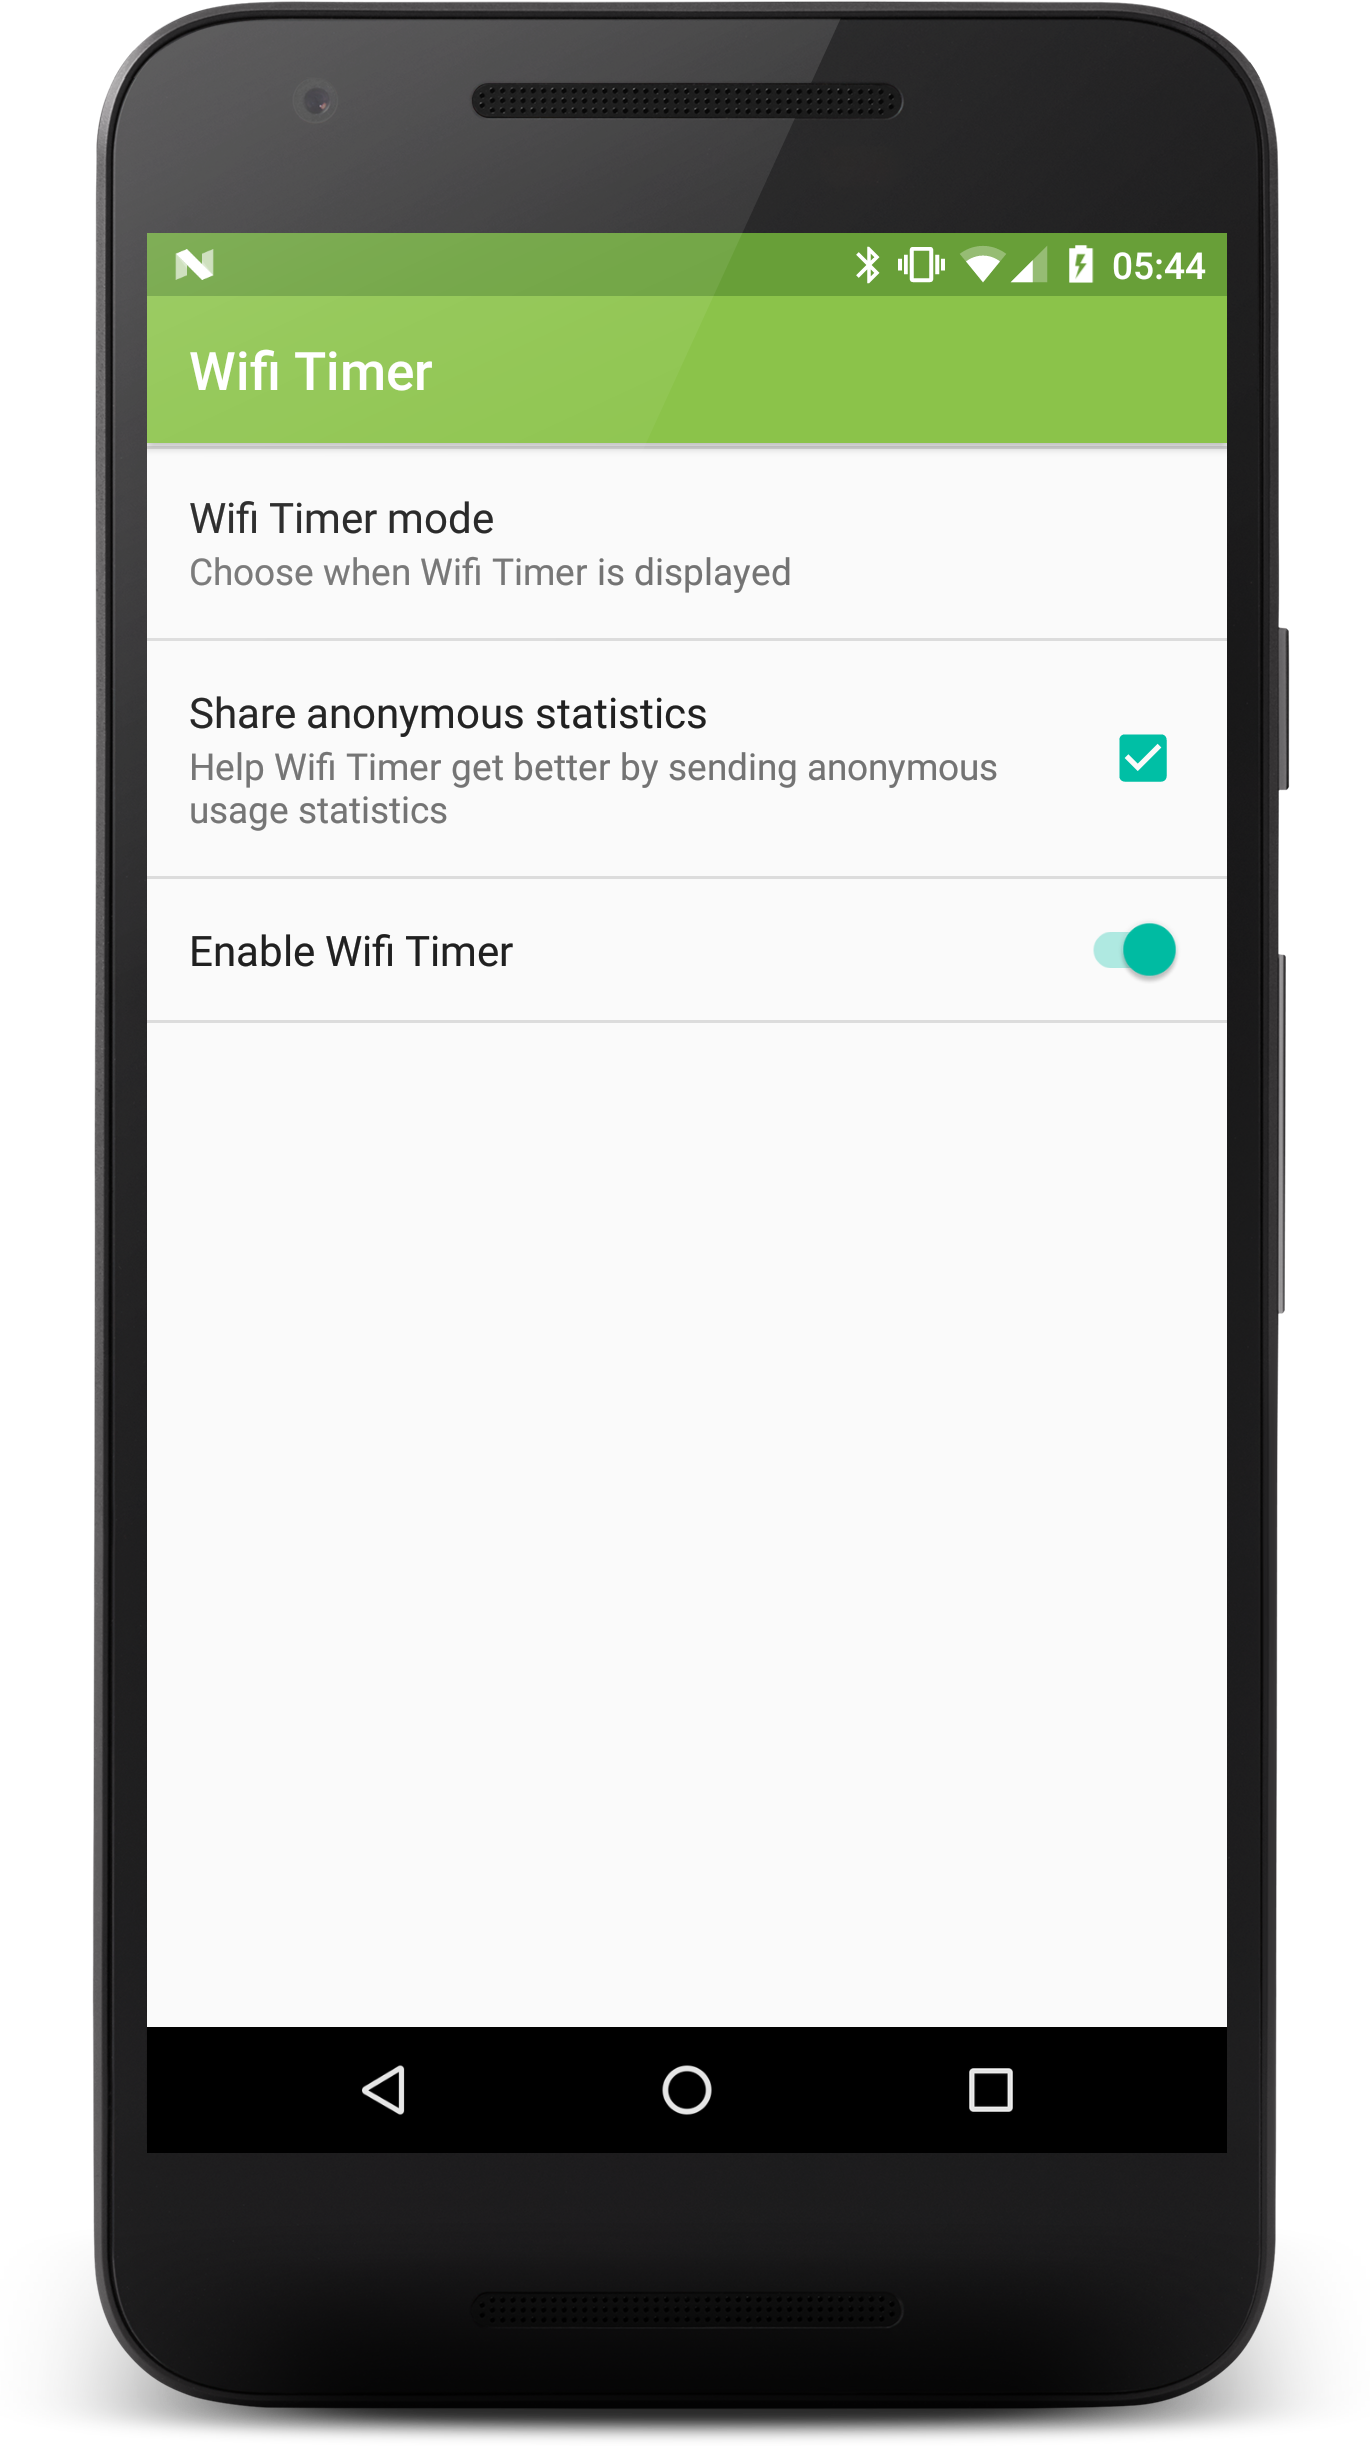 05:44
Wifi Timer
Wifi Timer mode
Choose when Wifi Timer is displayed
Share anonymous statistics
Help Wifi Timer get better by sending anonymous
usage statistics
Enable Wifi Timer